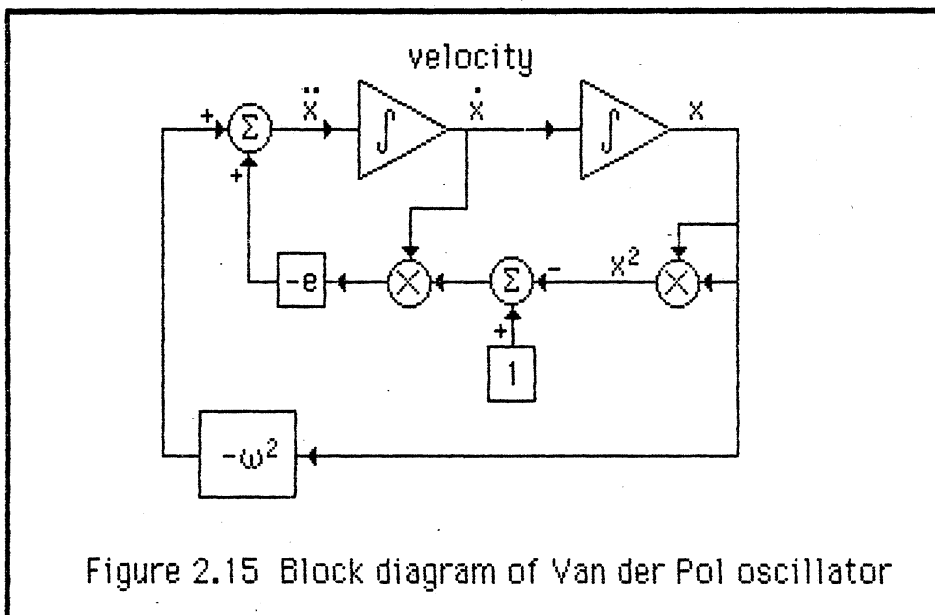 velocity
+ Σ ẍ ∫ ẋ ∫ x
+
-e × Σ - x² ×
+
1
-ω²
Figure 2.15 Block diagram of Van der Pol oscillator